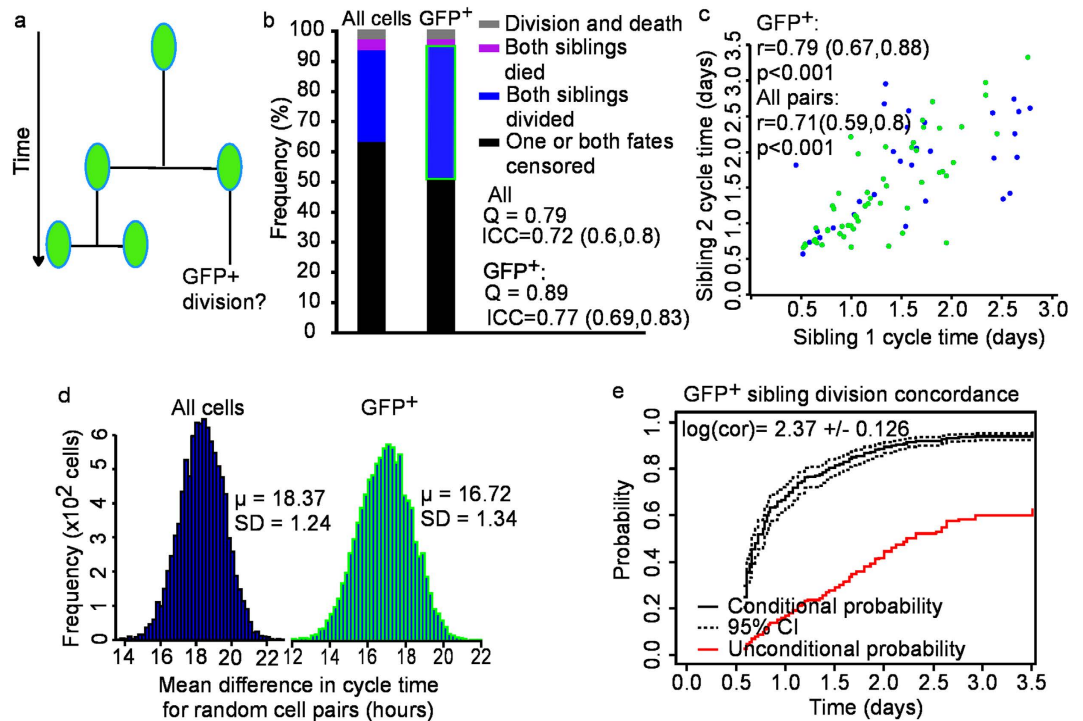 a
Time
GFP+
division?
b
All cells GFP+
100
90
80
70
60
50
40
30
20
10
0
Frequency (%)
Division and death
Both siblings
died
Both siblings
divided
One or both fates
censored
All
Q = 0.79
ICC=0.72 (0.6,0.8)
GFP+:
Q = 0.89
ICC=0.77 (0.69,0.83)
c
GFP+:
r=0.79 (0.67,0.88)
p<0.001
All pairs:
r=0.71(0.59,0.8)
p<0.001
Sibling 2 cycle time (days)
0.0 0.5 1.0 1.5 2.0 2.5 3.0 3.5
0.0 0.5 1.0 1.5 2.0 2.5 3.0
Sibling 1 cycle time (days)
d
All cells
GFP+
Frequency (x10² cells)
6
5
4
3
2
1
0
μ = 18.37
SD = 1.24
μ = 16.72
SD = 1.34
14 16 18 20 22 12 14 16 18 20 22
Mean difference in cycle time
for random cell pairs (hours)
e
GFP+ sibling division concordance
log(cor)= 2.37 +/- 0.126
Probability
0.0 0.2 0.4 0.6 0.8 1.0
Conditional probability
95% CI
Unconditional probability
0.0 0.5 1.0 1.5 2.0 2.5 3.0 3.5
Time (days)